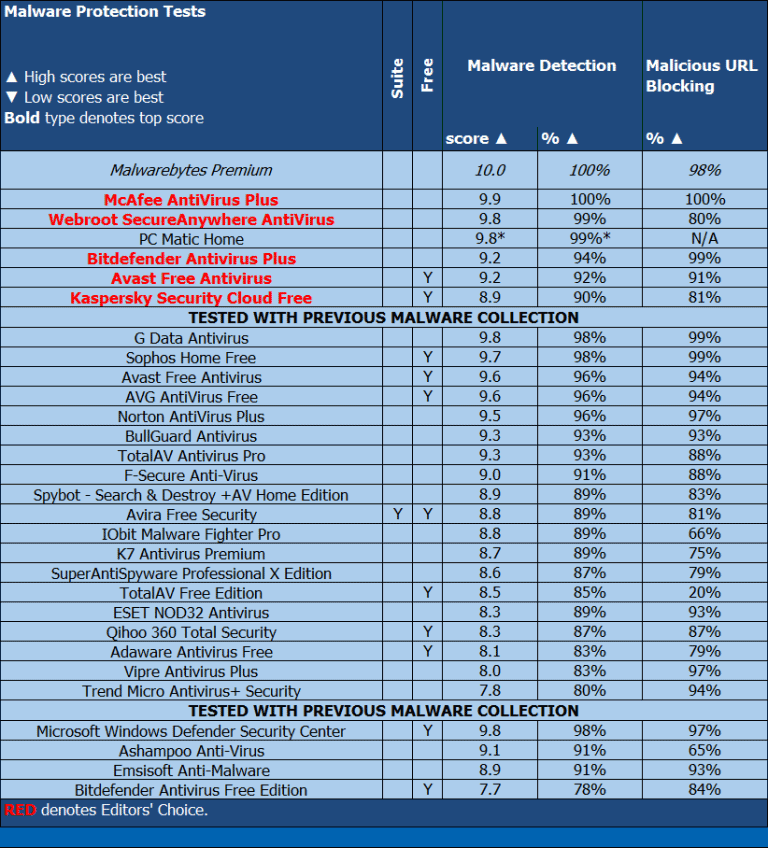 Malware Protection Tests
▲ High scores are best
▼ Low scores are best
Bold type denotes top score
Suite
Free
Malware Detection
Malicious URL
Blocking
score ▲ % ▲ % ▲
Malwarebytes Premium 10.0 100% 98%
McAfee AntiVirus Plus 9.9 100% 100%
Webroot SecureAnywhere AntiVirus 9.8 99% 80%
PC Matic Home 9.8* 99%* N/A
Bitdefender Antivirus Plus 9.2 94% 99%
Avast Free Antivirus Y 9.2 92% 91%
Kaspersky Security Cloud Free Y 8.9 90% 81%
TESTED WITH PREVIOUS MALWARE COLLECTION
G Data Antivirus 9.8 98% 99%
Sophos Home Free Y 9.7 98% 99%
Avast Free Antivirus Y 9.6 96% 94%
AVG AntiVirus Free Y 9.6 96% 94%
Norton AntiVirus Plus 9.5 96% 97%
BullGuard Antivirus 9.3 93% 93%
TotalAV Antivirus Pro 9.3 93% 88%
F-Secure Anti-Virus 9.0 91% 88%
Spybot - Search & Destroy +AV Home Edition 8.9 89% 83%
Avira Free Security Y Y 8.8 89% 81%
IObit Malware Fighter Pro 8.8 89% 66%
K7 Antivirus Premium 8.7 89% 75%
SuperAntiSpyware Professional X Edition 8.6 87% 79%
TotalAV Free Edition Y 8.5 85% 20%
ESET NOD32 Antivirus 8.3 89% 93%
Qihoo 360 Total Security Y 8.3 87% 87%
Adaware Antivirus Free Y 8.1 83% 79%
Vipre Antivirus Plus 8.0 83% 97%
Trend Micro Antivirus+ Security 7.8 80% 94%
TESTED WITH PREVIOUS MALWARE COLLECTION
Microsoft Windows Defender Security Center Y 9.8 98% 97%
Ashampoo Anti-Virus 9.1 91% 65%
Emsisoft Anti-Malware 8.9 91% 93%
Bitdefender Antivirus Free Edition Y 7.7 78% 84%
RED denotes Editors' Choice.